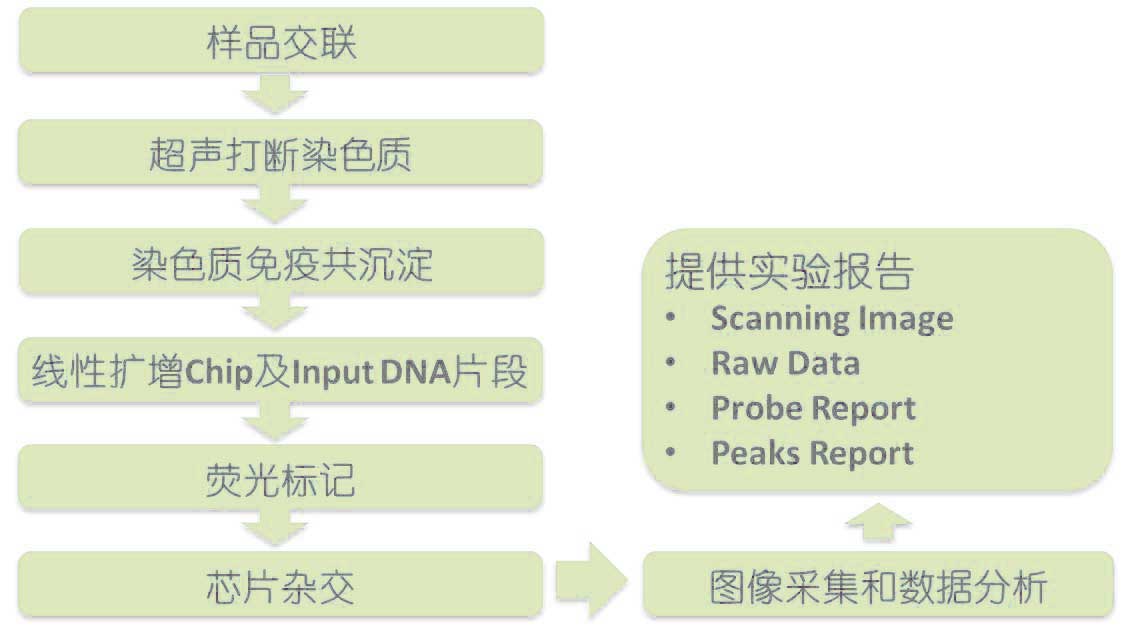 样品交联
超声打断染色质
染色质免疫共沉淀
线性扩增Chip及Input DNA片段
荧光标记
芯片杂交
图像采集和数据分析
提供实验报告
• Scanning Image
• Raw Data
• Probe Report
• Peaks Report